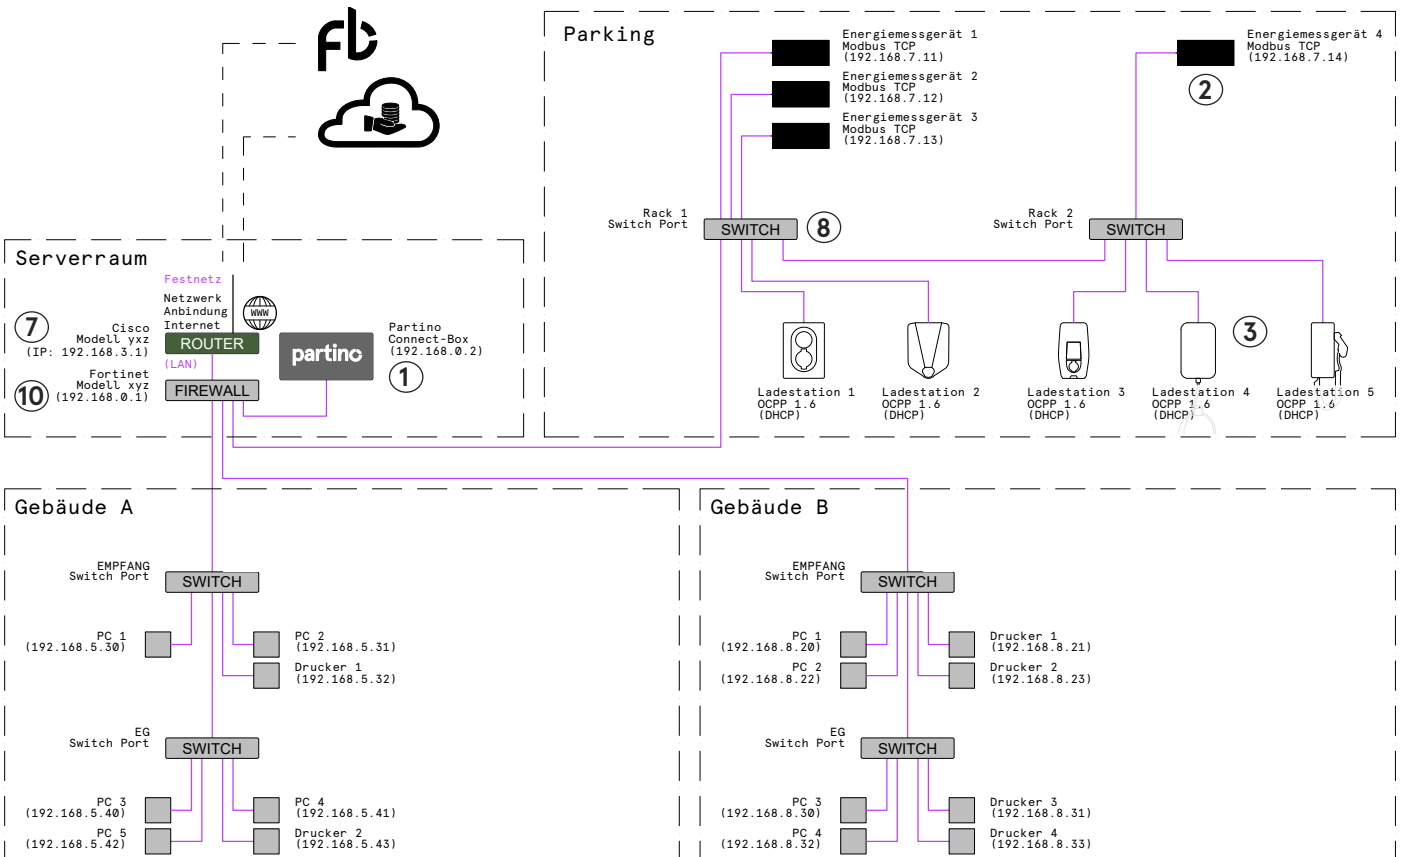 fb
Parking
Energiemessgerät 1
Modbus TCP
(192.168.7.11)
Energiemessgerät 2
Modbus TCP
(192.168.7.12)
Energiemessgerät 3
Modbus TCP
(192.168.7.13)
Energiemessgerät 4
Modbus TCP
(192.168.7.14)
2
Rack 1
Switch Port
SWITCH
8
Rack 2
Switch Port
SWITCH
3
Ladestation 1
OCPP 1.6
(DHCP)
Ladestation 2
OCPP 1.6
(DHCP)
Ladestation 3
OCPP 1.6
(DHCP)
Ladestation 4
OCPP 1.6
(DHCP)
Ladestation 5
OCPP 1.6
(DHCP)
Serverraum
Festnetz
Netzwerk
Anbindung
Internet
WWW
7
Cisco
Modell yxz
(IP: 192.168.3.1)
ROUTER
(LAN)
10
Fortinet
Modell xyz
(192.168.0.1)
FIREWALL
partino
Partino
Connect-Box
(192.168.0.2)
1
Gebäude A
EMPFANG
Switch Port
SWITCH
PC 1
(192.168.5.30)
PC 2
(192.168.5.31)
Drucker 1
(192.168.5.32)
EG
Switch Port
SWITCH
PC 3
(192.168.5.40)
PC 4
(192.168.5.41)
PC 5
(192.168.5.42)
Drucker 2
(192.168.5.43)
Gebäude B
EMPFANG
Switch Port
SWITCH
PC 1
(192.168.8.20)
Drucker 1
(192.168.8.21)
PC 2
(192.168.8.22)
Drucker 2
(192.168.8.23)
EG
Switch Port
SWITCH
PC 3
(192.168.8.30)
Drucker 3
(192.168.8.31)
PC 4
(192.168.8.32)
Drucker 4
(192.168.8.33)